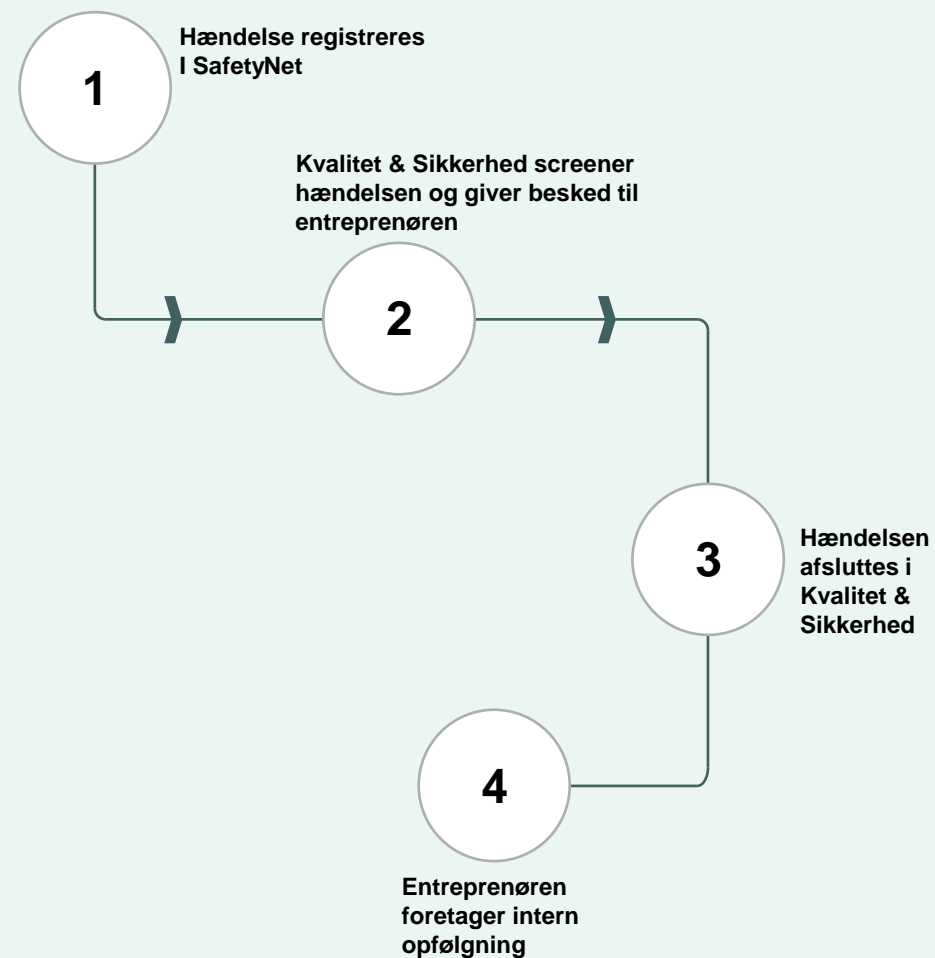 1
Hændelse registreres
I SafetyNet
Kvalitet & Sikkerhed screener
hændelsen og giver besked til
entreprenøren
2
3
Hændelsen
afsluttes i
Kvalitet &
Sikkerhed
4
Entreprenøren
foretager intern
opfølgning